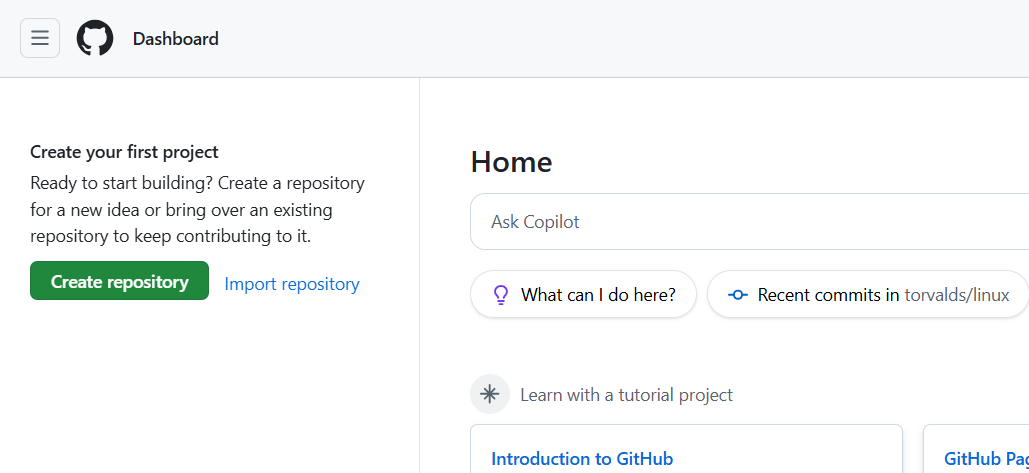 Dashboard
Create your first project
Ready to start building? Create a repository
for a new idea or bring over an existing
repository to keep contributing to it.
Create repository
Import repository
Home
Ask Copilot
What can I do here?
Recent commits in torvalds/linux
Learn with a tutorial project
Introduction to GitHub
GitHub